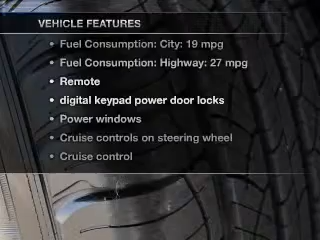 VEHICLE FEATURES
• Fuel Consumption: City: 19 mpg
• Fuel Consumption: Highway: 27 mpg
• Remote
• digital keypad power door locks
• Power windows
• Cruise controls on steering wheel
• Cruise control